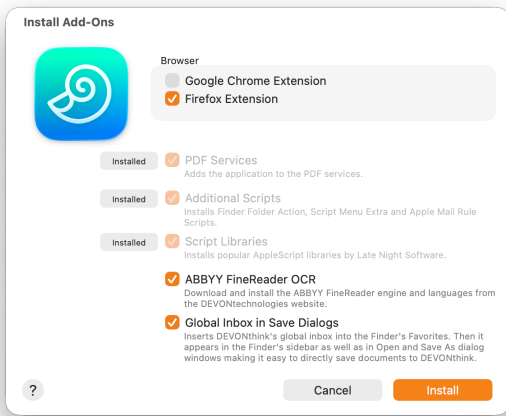 Install Add-Ons
Browser
Google Chrome Extension
Firefox Extension
Installed
PDF Services
Adds the application to the PDF services.
Installed
Additional Scripts
Installs Finder Folder Action, Script Menu Extra and Apple Mail Rule
Scripts.
Installed
Script Libraries
Installs popular AppleScript libraries by Late Night Software.
ABBYY FineReader OCR
Download and install the ABBYY FineReader engine and languages from
the DEVONtechnologies website.
Global Inbox in Save Dialogs
Inserts DEVONthink's global inbox into the Finder's Favorites. Then it
appears in the Finder's sidebar as well as in Open and Save As dialog
windows making it easy to directly save documents to DEVONthink.
?
Cancel
Install